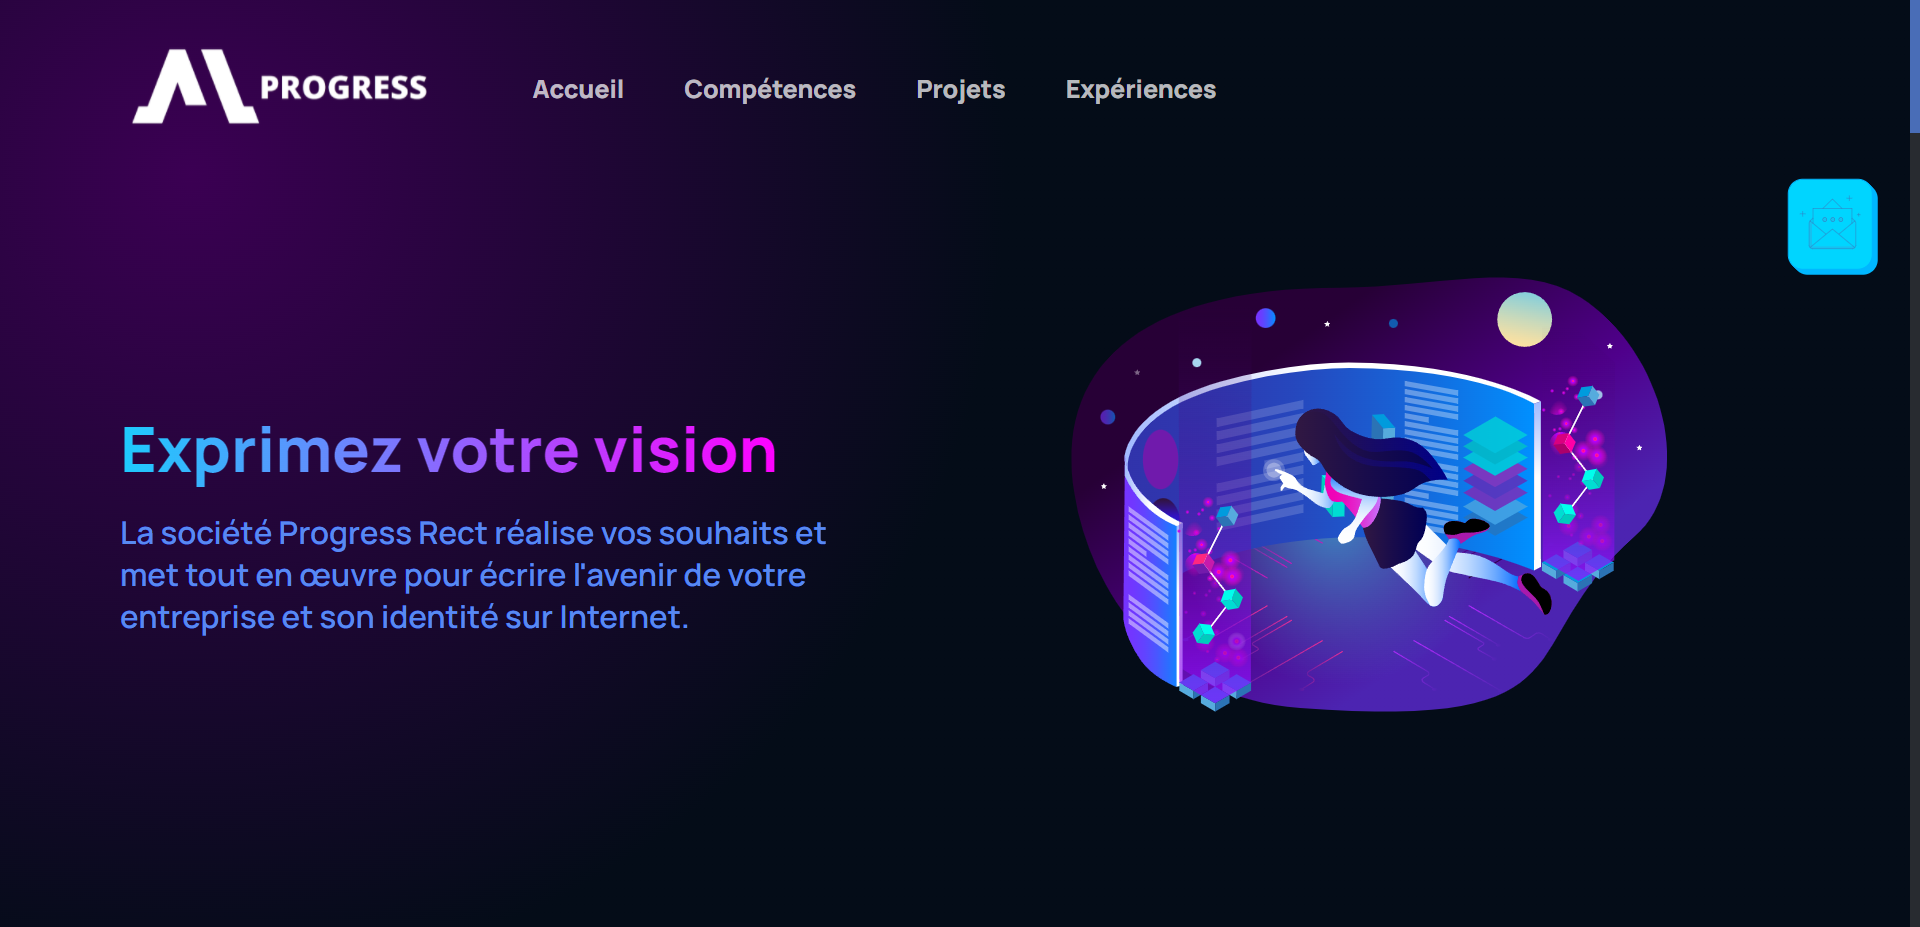 PROGRESS
Accueil Compétences Projets Expériences
Exprimez votre vision
La société Progress Rect réalise vos souhaits et
met tout en œuvre pour écrire l'avenir de votre
entreprise et son identité sur Internet.